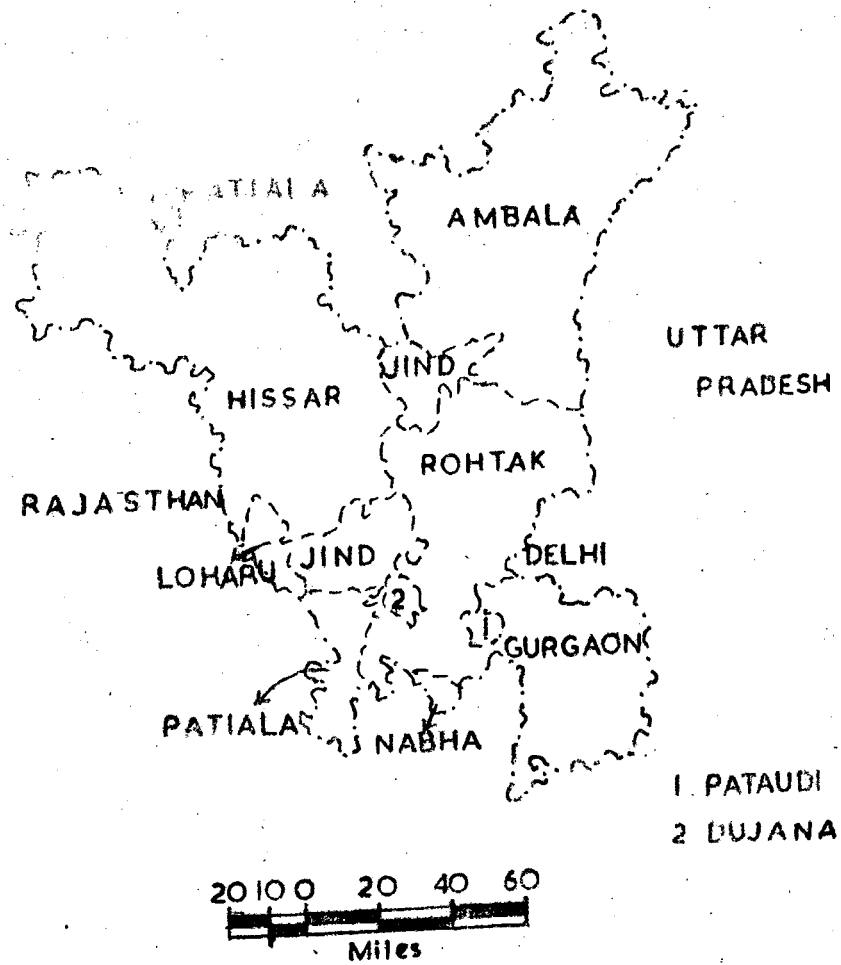 PATIALA
AMBALA
UTTAR
PRADESH
JIND
HISSAR
ROHTAK
RAJASTHAN
DELHI
JIND
LOHARU
2
1
GURGAON
PATIALA
NABHA
1. PATAUDI
2 DUJANA
20 10 0 20 40 60
Miles